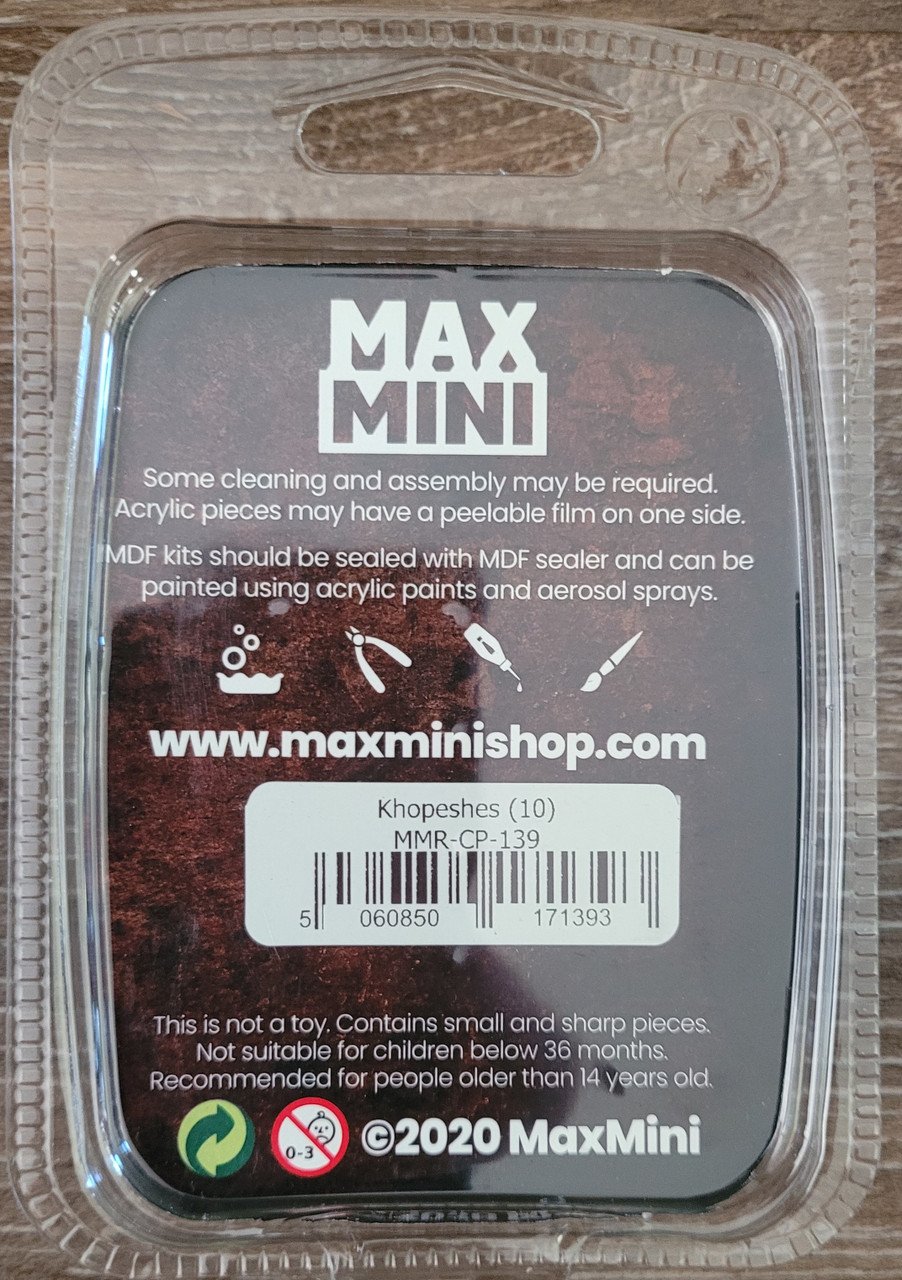 MAX
MINI
Some cleaning and assembly may be required.
Acrylic pieces may have a peelable film on one side.
MDF kits should be sealed with MDF sealer and can be
painted using acrylic paints and aerosol sprays.
www.maxminishop.com
Khopeshes (10)
MMR-CP-139
5 060850 171393
This is not a toy. Contains small and sharp pieces.
Not suitable for children below 36 months.
Recommended for people older than 14 years old.
0-3 ©2020 MaxMini